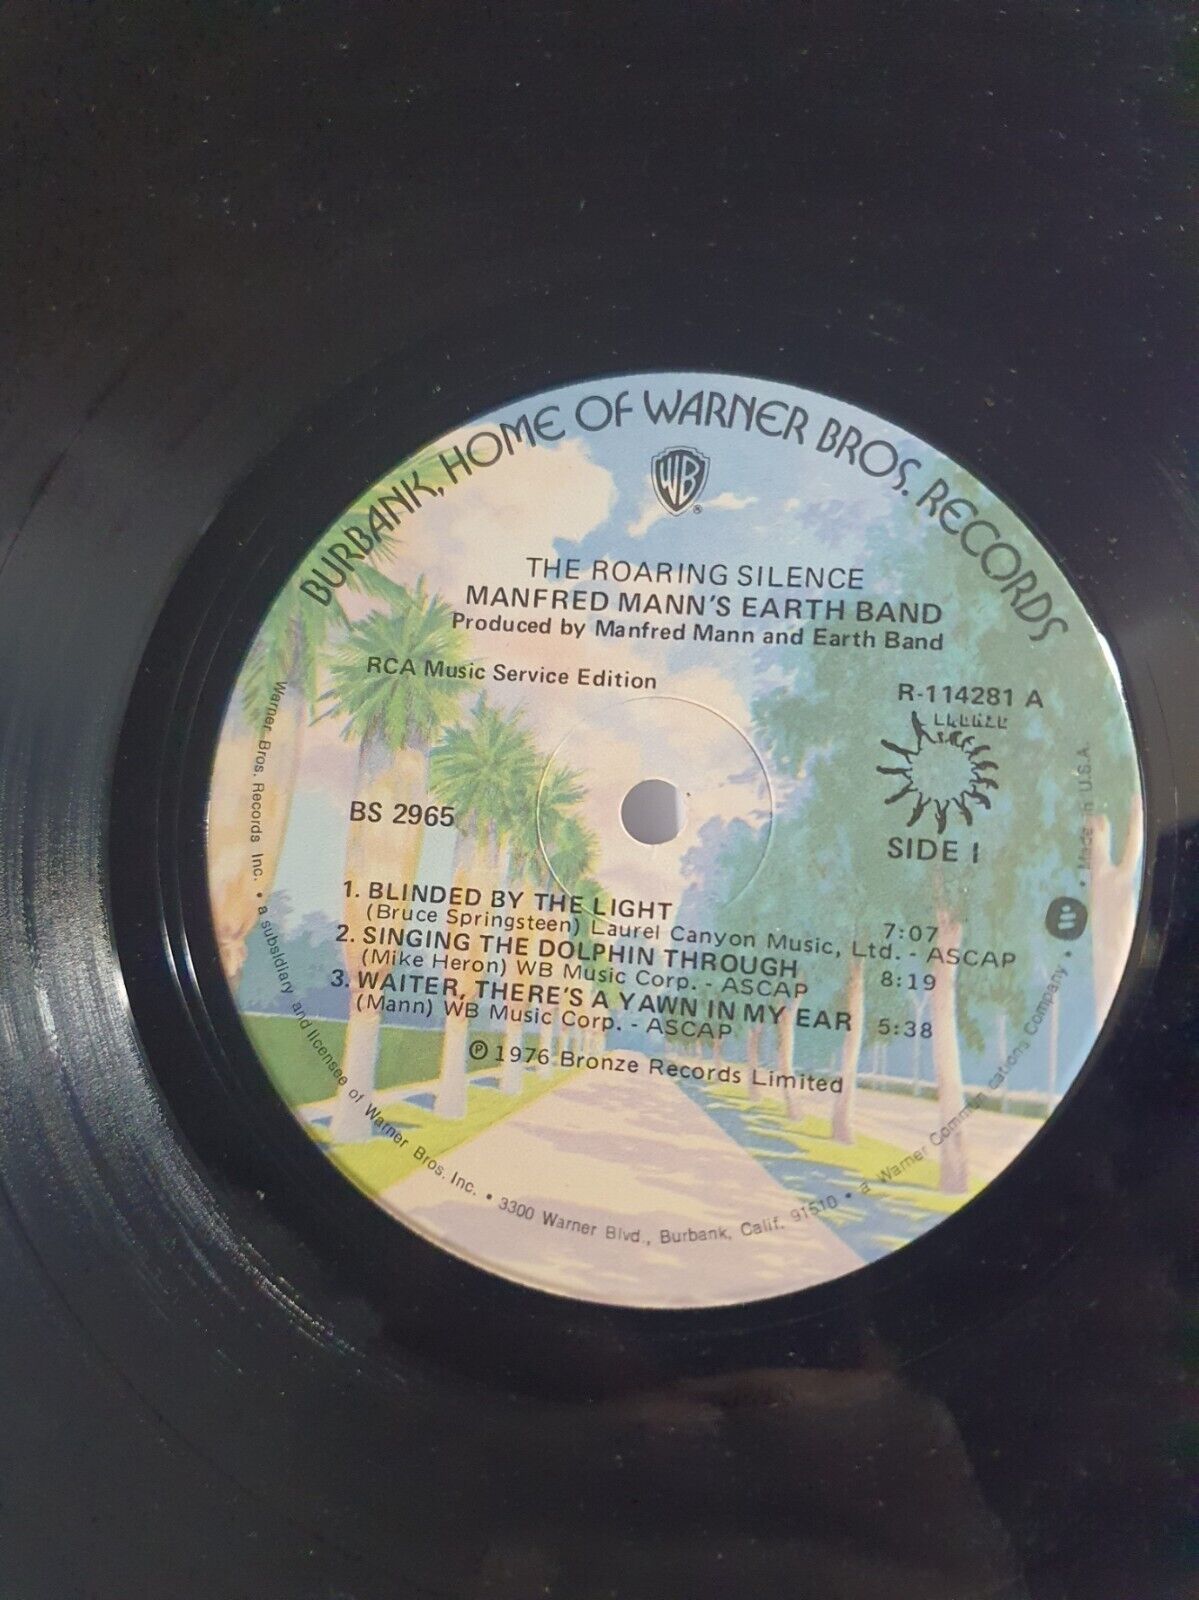 BURBANK, HOME OF WARNER BROS. RECORDS
WB ®
THE ROARING SILENCE
MANFRED MANN'S EARTH BAND
Produced by Manfred Mann and Earth Band
RCA Music Service Edition
R-114281 A
BRONZE
BS 2965
SIDE 1
1. BLINDED BY THE LIGHT 7:07
(Bruce Springsteen) Laurel Canyon Music, Ltd. - ASCAP
2. SINGING THE DOLPHIN THROUGH 8:19
(Mike Heron) WB Music Corp. - ASCAP
3. WAITER, THERE'S A YAWN IN MY EAR 5:38
(Mann) WB Music Corp. - ASCAP
℗ 1976 Bronze Records Limited
Warner Bros. Records Inc. • a subsidiary and licensee of Warner Bros. Inc. • 3300 Warner Blvd., Burbank, Calif. 91510 • a Warner Communications Company • Made in U.S.A.